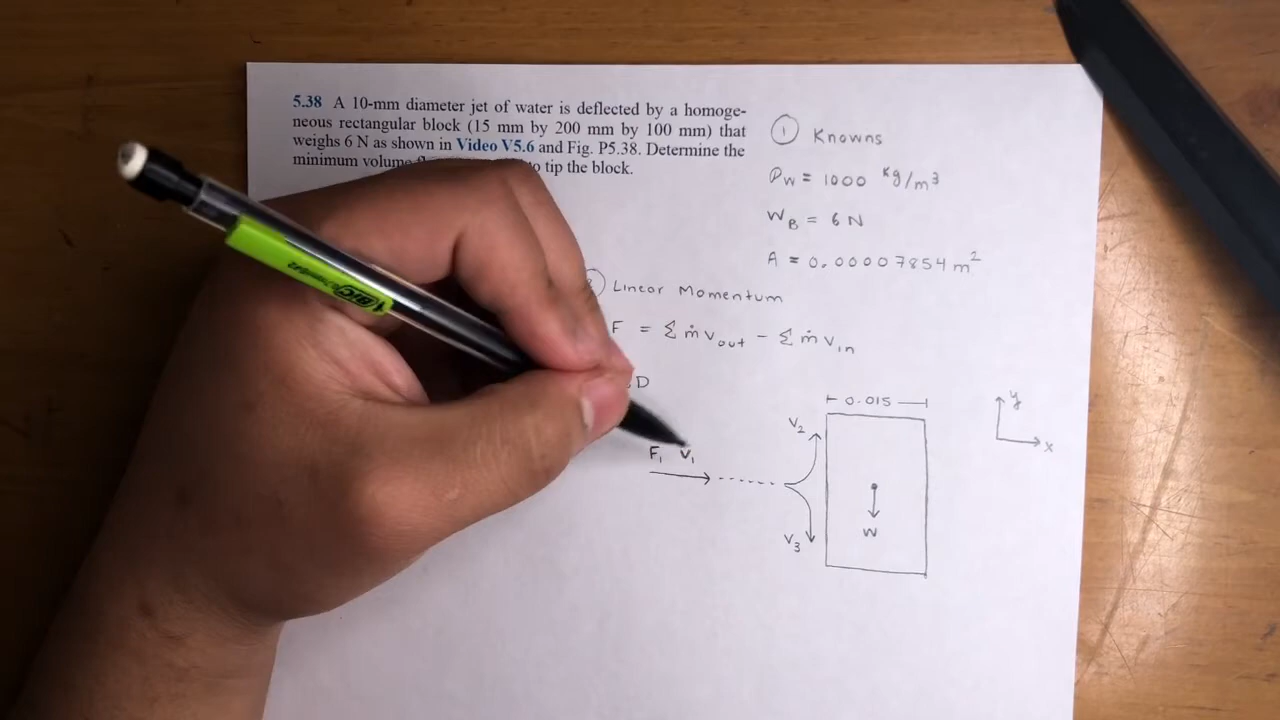 5.38 A 10-mm diameter jet of water is deflected by a homoge-
neous rectangular block (15 mm by 200 mm by 100 mm) that
weighs 6 N as shown in Video V5.6 and Fig. P5.38. Determine the
minimum volume to tip the block.
1 Knowns
ρw = 1000 kg/m³
WB = 6 N
A = 0.00007854 m²
Linear Momentum
F = Σ ṁ Vout - Σ ṁ Vin
D
0.015
V2
y
x
F1 V1
W
V3
BIC